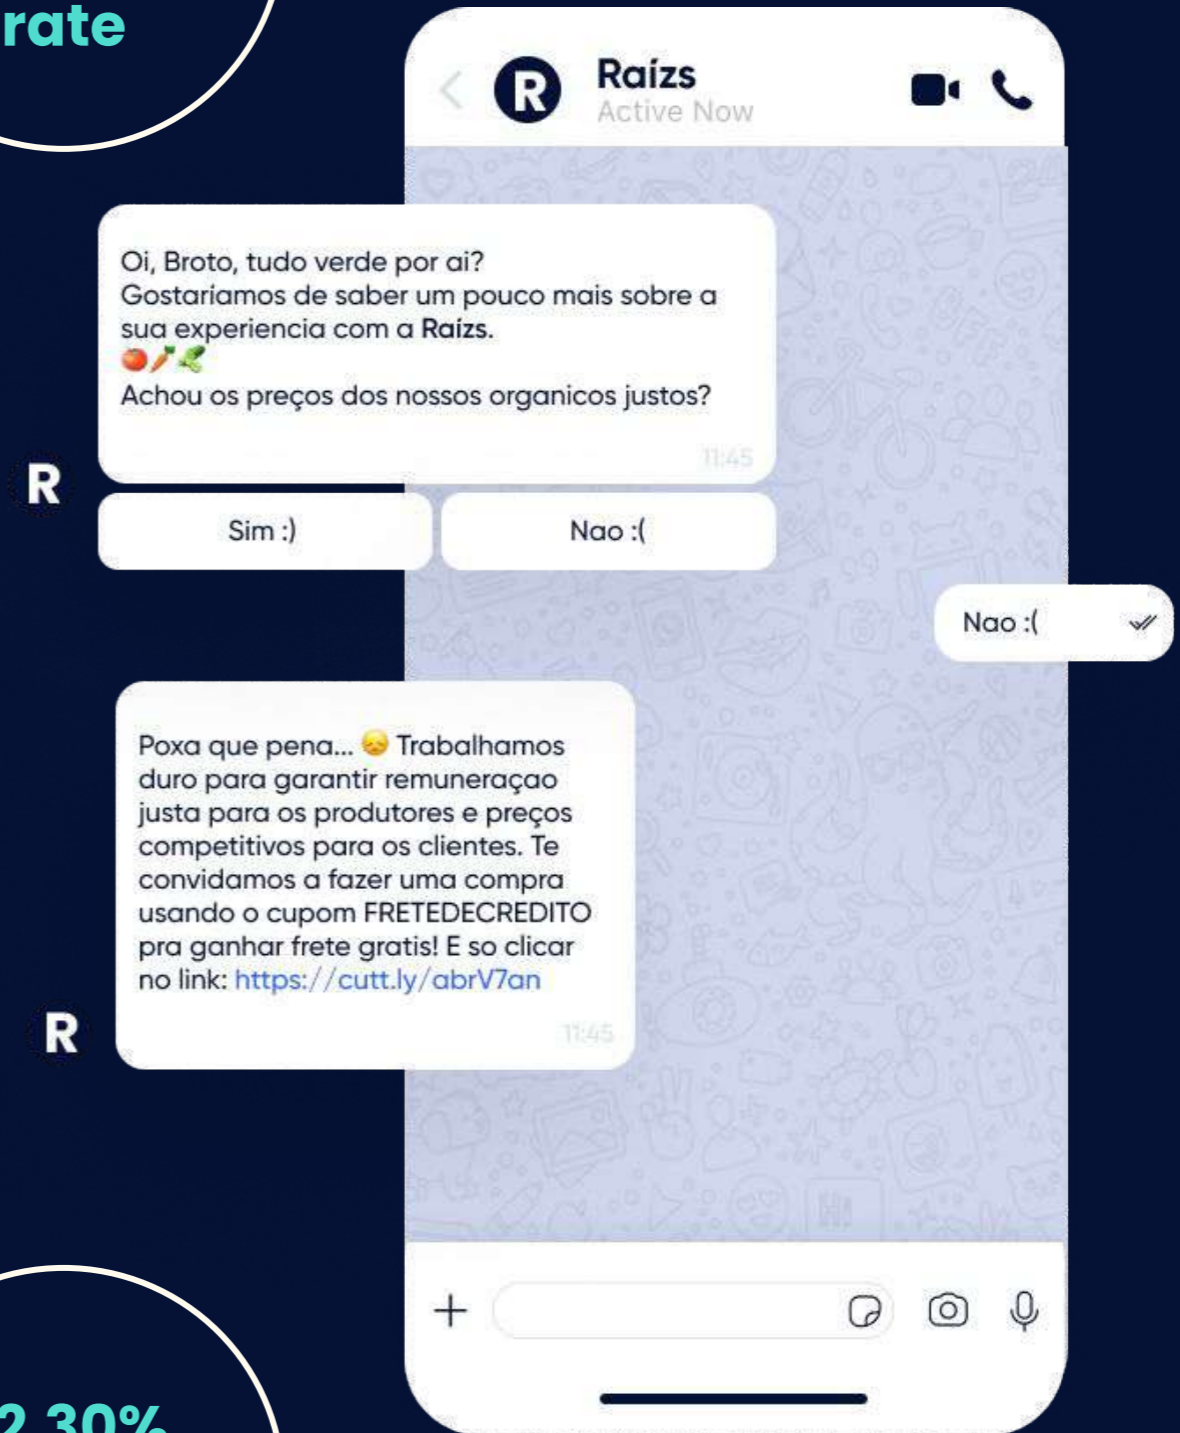 rate
R
Raízs
Active Now
Oi, Broto, tudo verde por ai?
Gostaríamos de saber um pouco mais sobre a
sua experiencia com a Raízs.
🍅🥕🥬
Achou os preços dos nossos organicos justos?
11:45
R
Sim :)
Nao :(
Nao :(
Poxa que pena... 😞 Trabalhamos
duro para garantir remuneraçao
justa para os produtores e preços
competitivos para os clientes. Te
convidamos a fazer uma compra
usando o cupom FRETEDECREDITO
pra ganhar frete gratis! E so clicar
no link: https://cutt.ly/abrV7an
11:45
R
2,30%